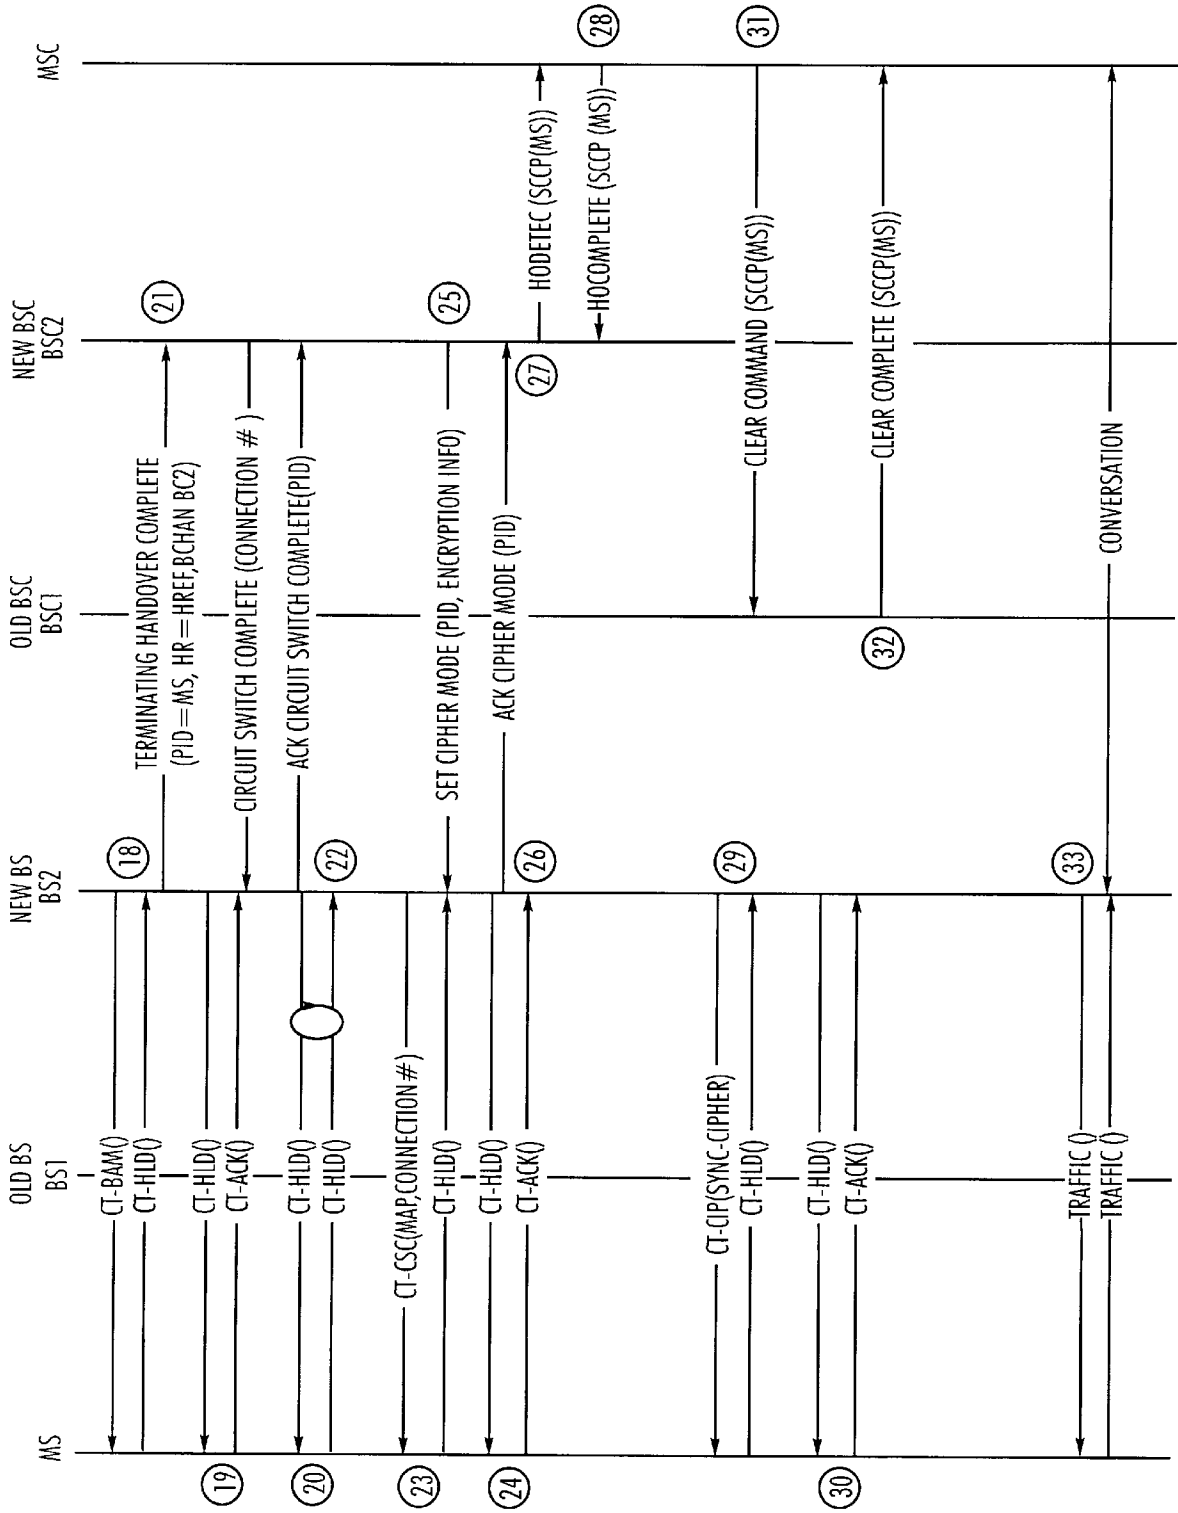 MS
OLD BS
BS1
NEW BS
BS2
OLD BSC
BSC1
NEW BSC
BSC2
MSC
CT-BAM()
CT-HLD()
18
TERMINATING HANDOVER COMPLETE
(PID=MS, HR=HREF,BCHAN BC2)
21
19
CT-HLD()
CT-ACK()
CIRCUIT SWITCH COMPLETE (CONNECTION #)
20
CT-HLD()
CT-HLD()
22
ACK CIRCUIT SWITCH COMPLETE(PID)
23
CT-CSC(MAP,CONNECTION#)
CT-HLD()
SET CIPHER MODE (PID, ENCRYPTION INFO)
25
24
CT-HLD()
CT-ACK()
26
ACK CIPHER MODE (PID)
27
HODETEC (SCCP(MS))
HOCOMPLETE (SCCP (MS))
28
CT-CIP(SYNC-CIPHER)
CT-HLD()
29
CLEAR COMMAND (SCCP(MS))
31
30
CT-HLD()
CT-ACK()
32
CLEAR COMPLETE (SCCP(MS))
TRAFFIC ()
TRAFFIC ()
33
CONVERSATION